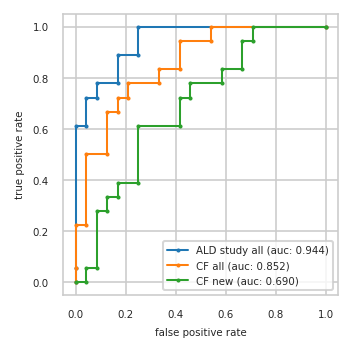 1.0
0.8
0.6
0.4
0.2
0.0
true positive rate
ALD study all (auc: 0.944)
CF all (auc: 0.852)
CF new (auc: 0.690)
0.0 0.2 0.4 0.6 0.8 1.0
false positive rate